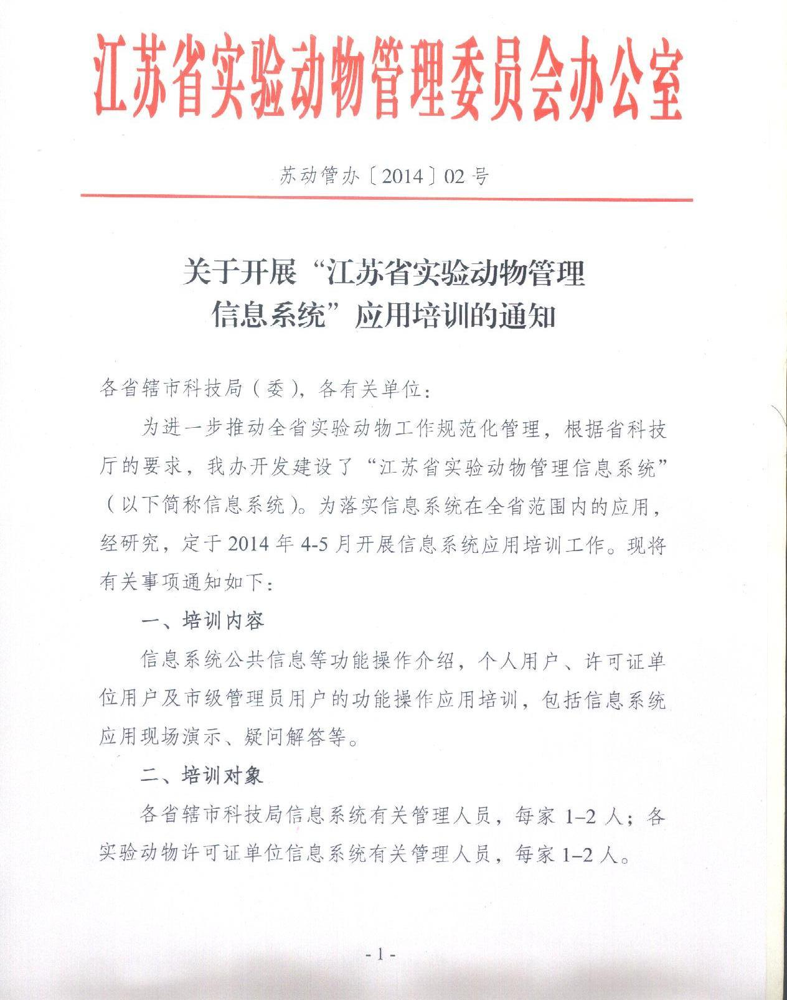 江苏省实验动物管理委员会办公室
苏动管办〔2014〕02 号
关于开展“江苏省实验动物管理
信息系统”应用培训的通知
各省辖市科技局（委），各有关单位：
为进一步推动全省实验动物工作规范化管理，根据省科技
厅的要求，我办开发建设了“江苏省实验动物管理信息系统”
（以下简称信息系统）。为落实信息系统在全省范围内的应用，
经研究，定于 2014 年 4-5 月开展信息系统应用培训工作。现将
有关事项通知如下：
一、培训内容
信息系统公共信息等功能操作介绍，个人用户、许可证单
位用户及市级管理员用户的功能操作应用培训，包括信息系统
应用现场演示、疑问解答等。
二、培训对象
各省辖市科技局信息系统有关管理人员，每家 1–2 人；各
实验动物许可证单位信息系统有关管理人员，每家 1–2 人。
- 1 -